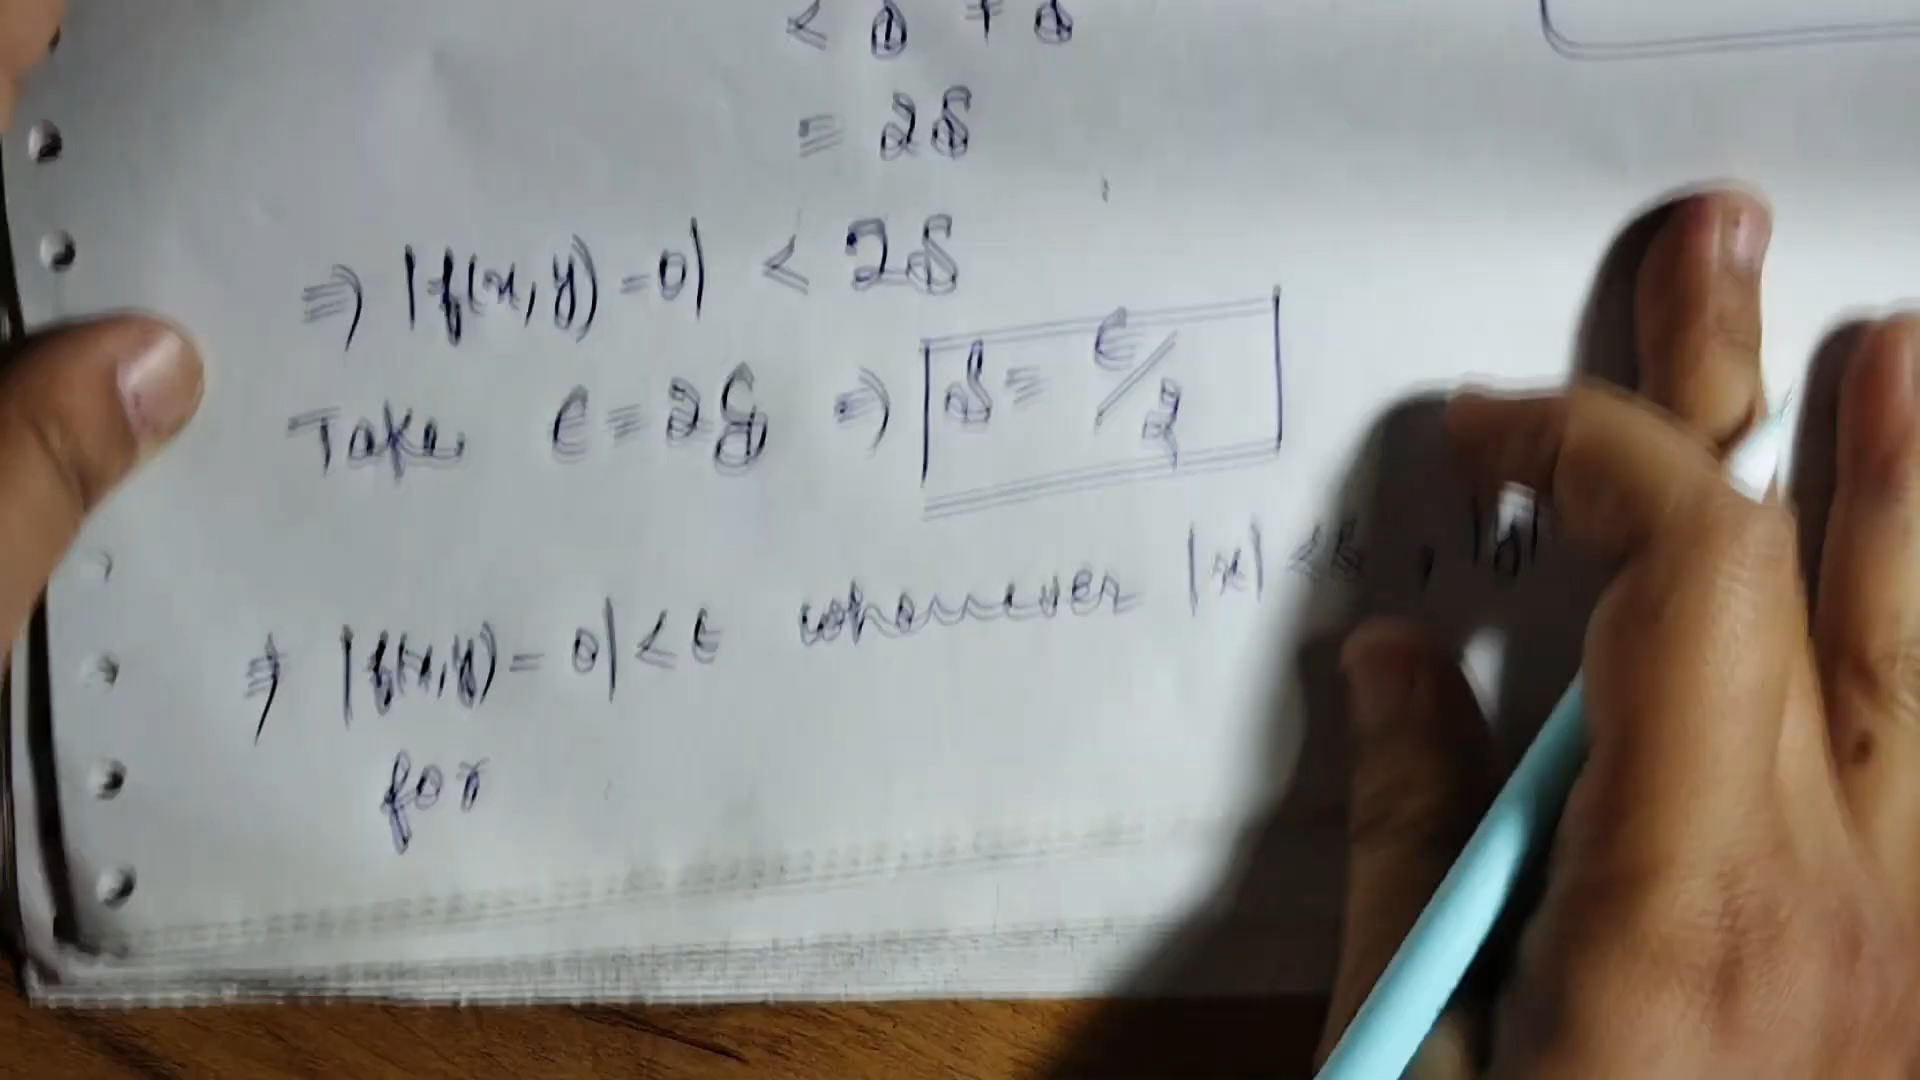 < δ + δ
= 2δ
⇒ |f(x,y) - 0| < 2δ
Take ϵ = 2δ ⇒ δ = ϵ/2
⇒ |f(x,y) - 0| < ϵ whenever |x| < δ , |y|
for